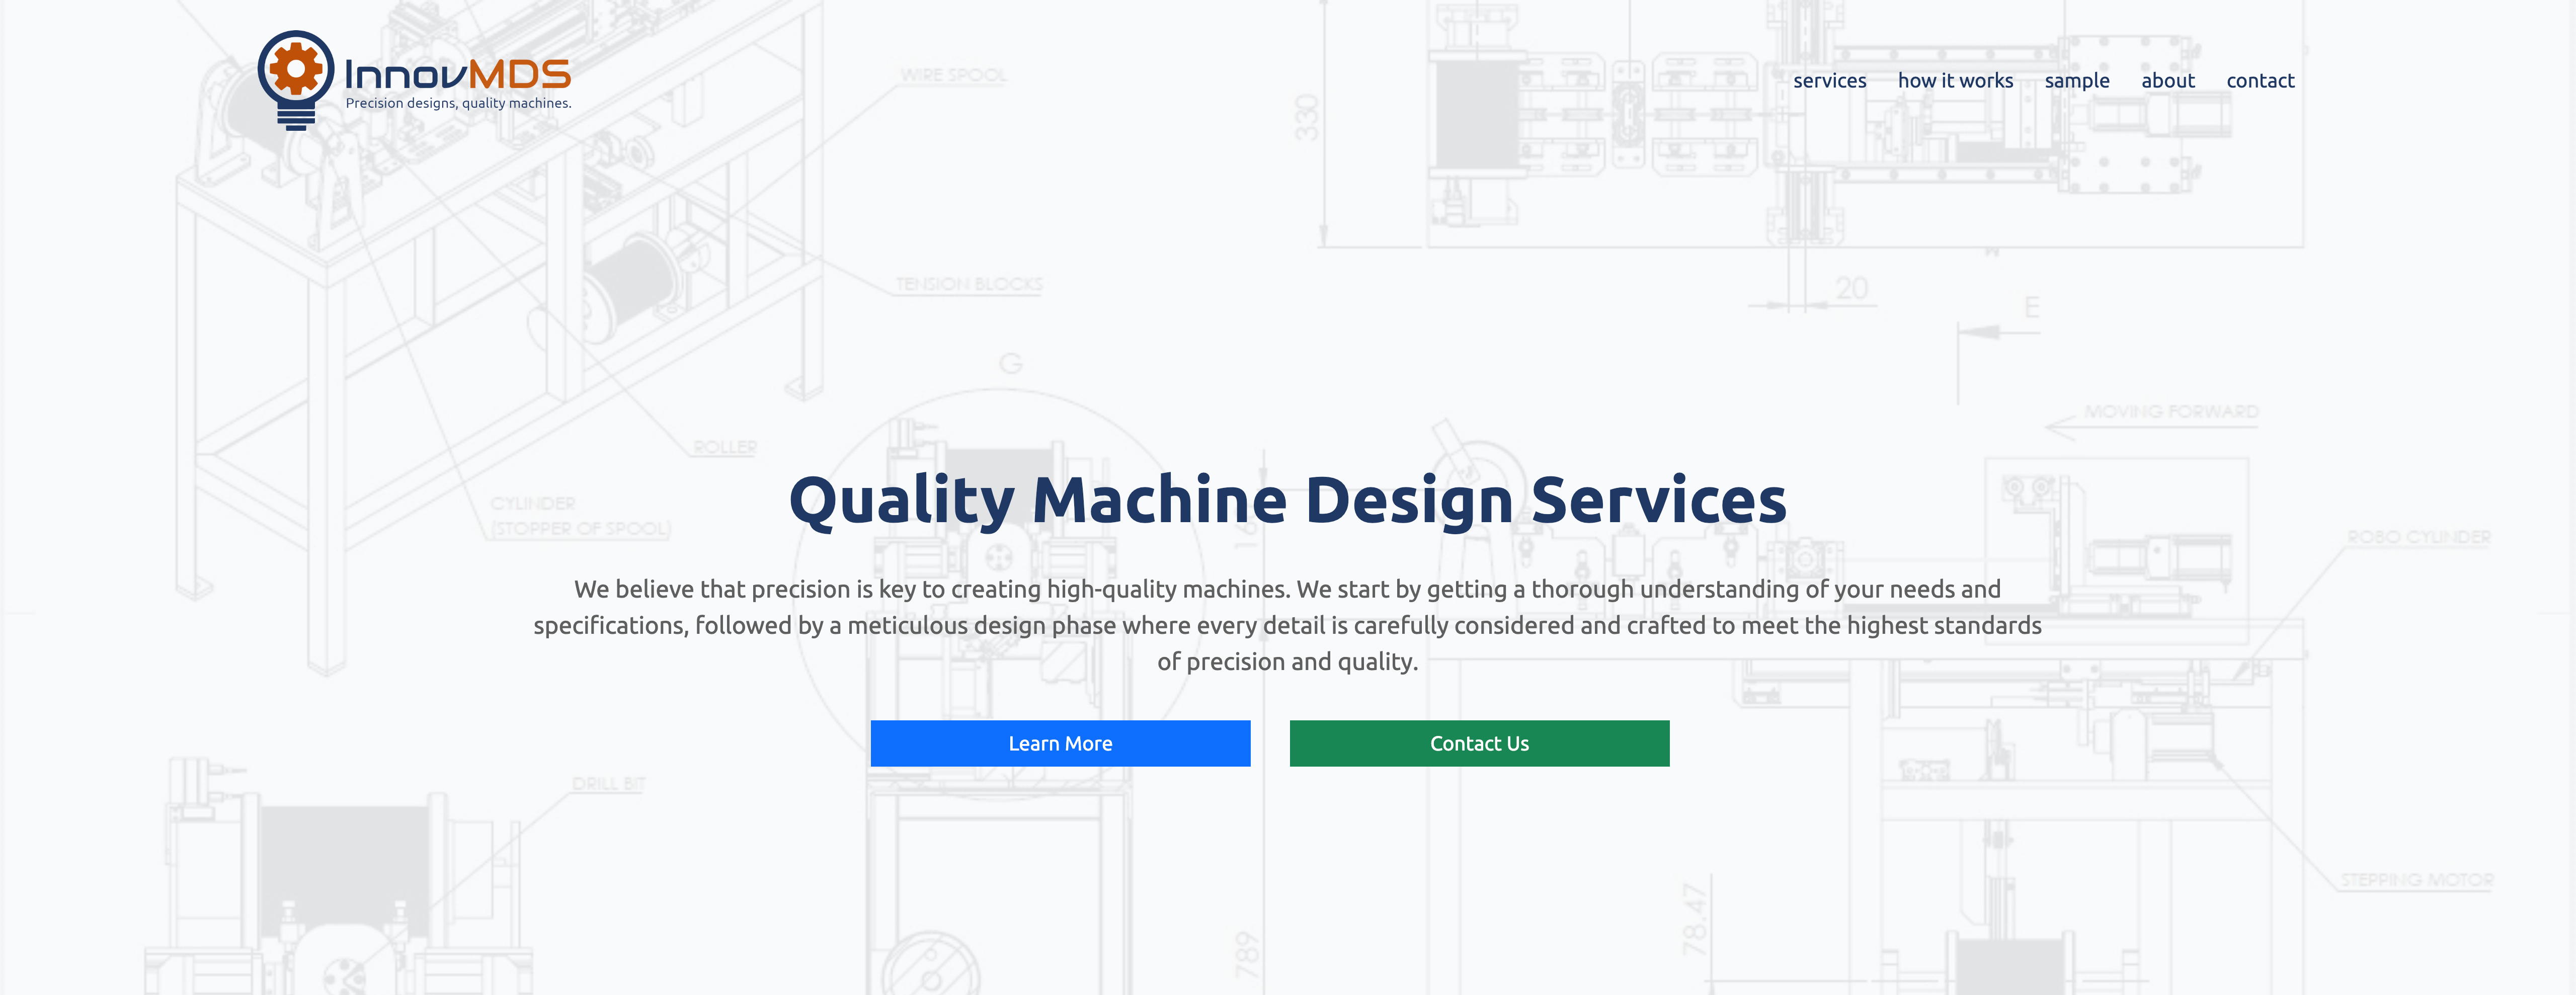 InnovMDS
Precision designs, quality machines.
services how it works sample about contact
WIRE SPOOL
330
TENSION BLOCKS
20
E
G
MOVING FORWARD
ROLLER
CYLINDER
(STOPPER OF SPOOL)
Quality Machine Design Services
ROBO CYLINDER
We believe that precision is key to creating high-quality machines. We start by getting a thorough understanding of your needs and
specifications, followed by a meticulous design phase where every detail is carefully considered and crafted to meet the highest standards
of precision and quality.
Learn More
Contact Us
DRILL BIT
STEPPING MOTOR
78.47
789